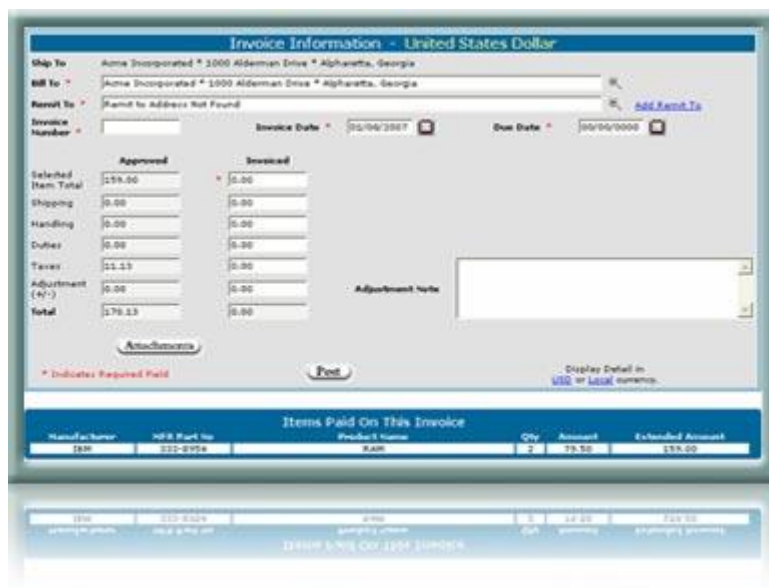 Invoice Information - United States Dollar
Ship To Acme Incorporated * 1000 Alderman Drive * Alpharetta, Georgia
Bill To * Acme Incorporated * 1000 Alderman Drive * Alpharetta, Georgia
Remit To * Remit to Address Not Found Add Remit To
Invoice Number * Invoice Date * 01/06/2007 Due Date * 00/00/0000
Approved Invoiced
Selected Item Total 159.00 * 0.00
Shipping 0.00 0.00
Handling 0.00 0.00
Duties 0.00 0.00
Taxes 11.13 0.00
Adjustment (+/-) 0.00 0.00 Adjustment Note
Total 170.13 0.00
Attachments
* Indicates Required Field Post Display Detail in
USD or Local currency.
Items Paid On This Invoice
Manufacturer MFR Part No Product Name Qty Amount Extended Amount
IBM 333-8956 RAM 2 79.50 159.00